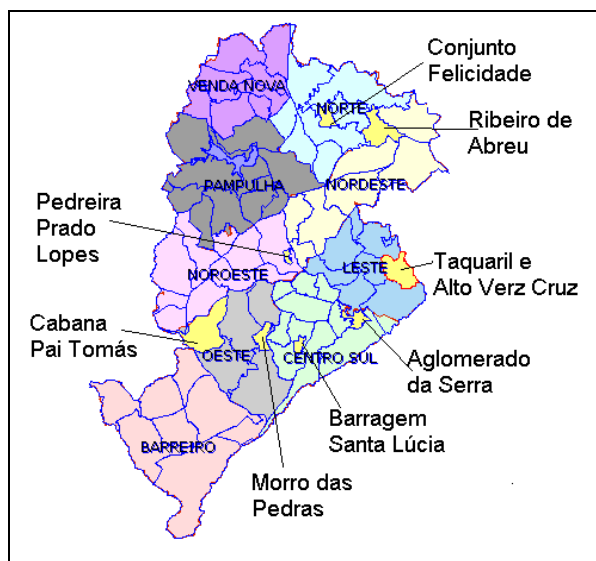 Conjunto
Felicidade
VENDA NOVA
NORTE
Ribeiro de
Abreu
PAMPULHA
NORDESTE
Pedreira
Prado
Lopes
NOROESTE
LESTE
Taquaril e
Alto Verz Cruz
Cabana
Pai Tomás
OESTE
CENTRO SUL
Aglomerado
da Serra
Barragem
Santa Lúcia
BARREIRO
Morro das
Pedras